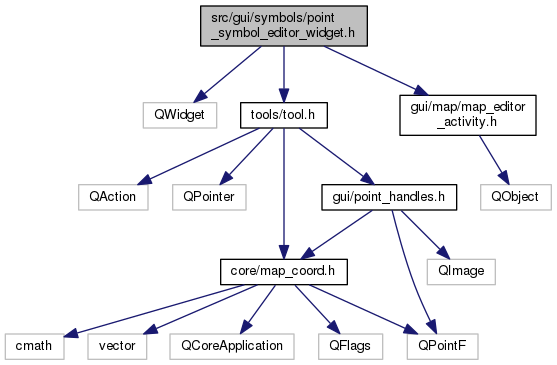 src/gui/symbols/point
_symbol_editor_widget.h
QWidget
tools/tool.h
gui/map/map_editor
_activity.h
QAction
QPointer
gui/point_handles.h
QObject
core/map_coord.h
QImage
cmath
vector
QCoreApplication
QFlags
QPointF